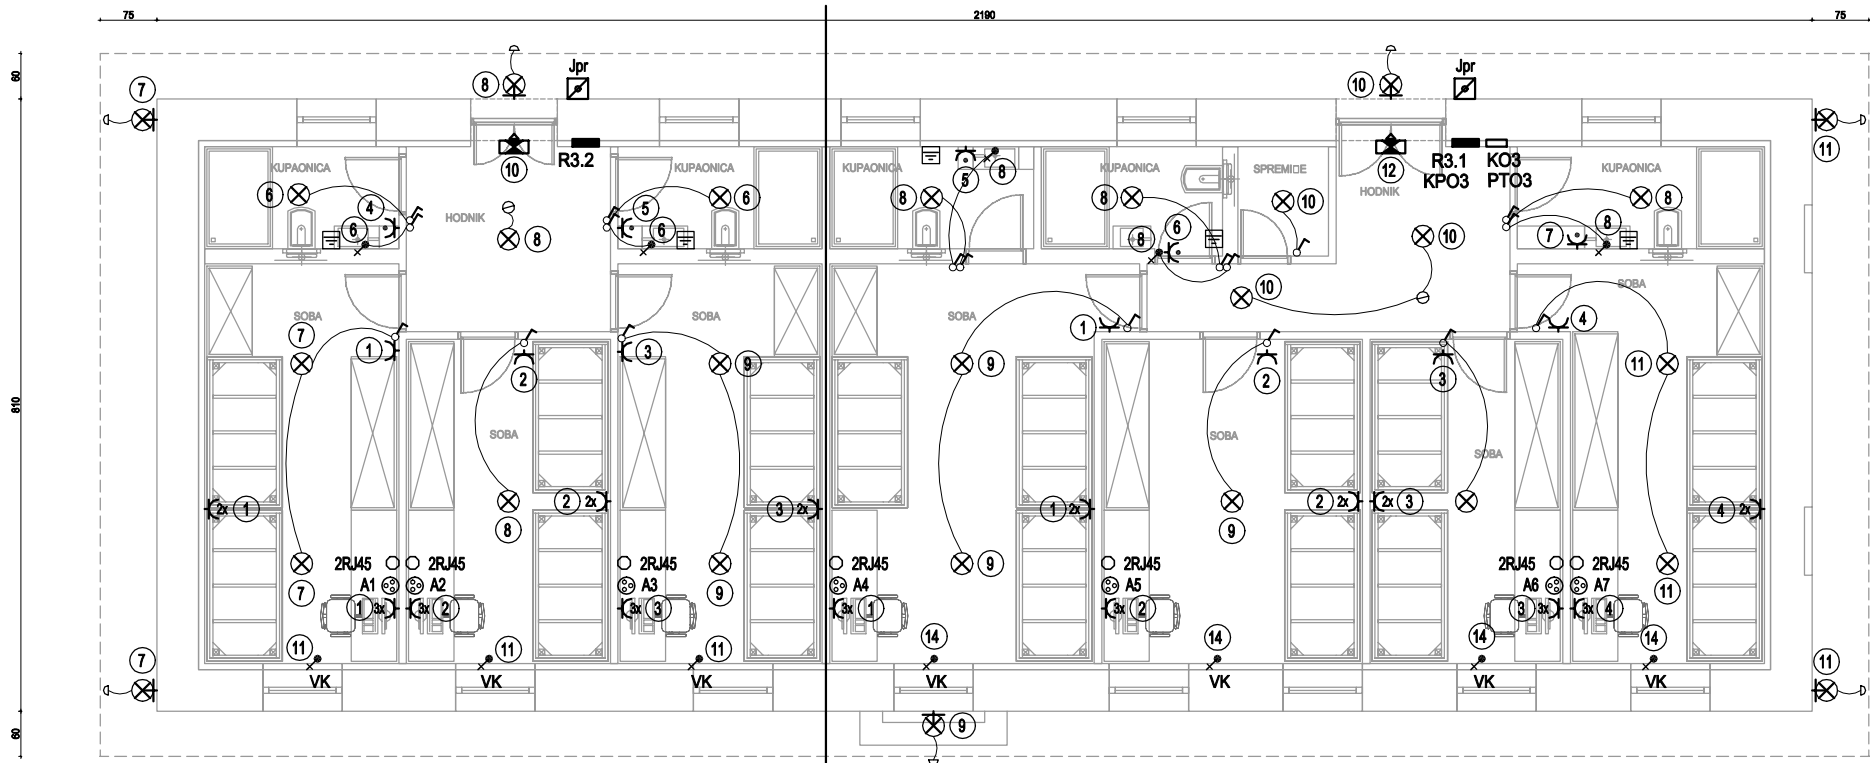 75 2190 75
60
Jpr Jpr
7 8 10
11
R3.2 R3.1 KO3
KPO3 PTO3
10 12
KUPAONICA KUPAONICA KUPAONICA KUPAONICA SPREMI□E KUPAONICA
5 8
HODNIK
6 4 5 6 8 8 10 8
HODNIK
6 8 6 8 6 10 7 8
10
SOBA SOBA SOBA SOBA
7 1 4
1 3 9 9 11
2 2 3
810
SOBA SOBA SOBA
2x 1 8 2 2x 3 2x 1 2x 9 2 2x 2x 3 4 2x
2RJ45 2RJ45 2RJ45 2RJ45 2RJ45 2RJ45 2RJ45
7 9 9 11
A1 A2 A3 A4 A5 A6 A7
1 3x 3x 2 3x 3 3x 1 3x 2 3 3x 3x 4
11 11 11 14 14 14 14
7 11
VK VK VK VK VK VK VK
9
60